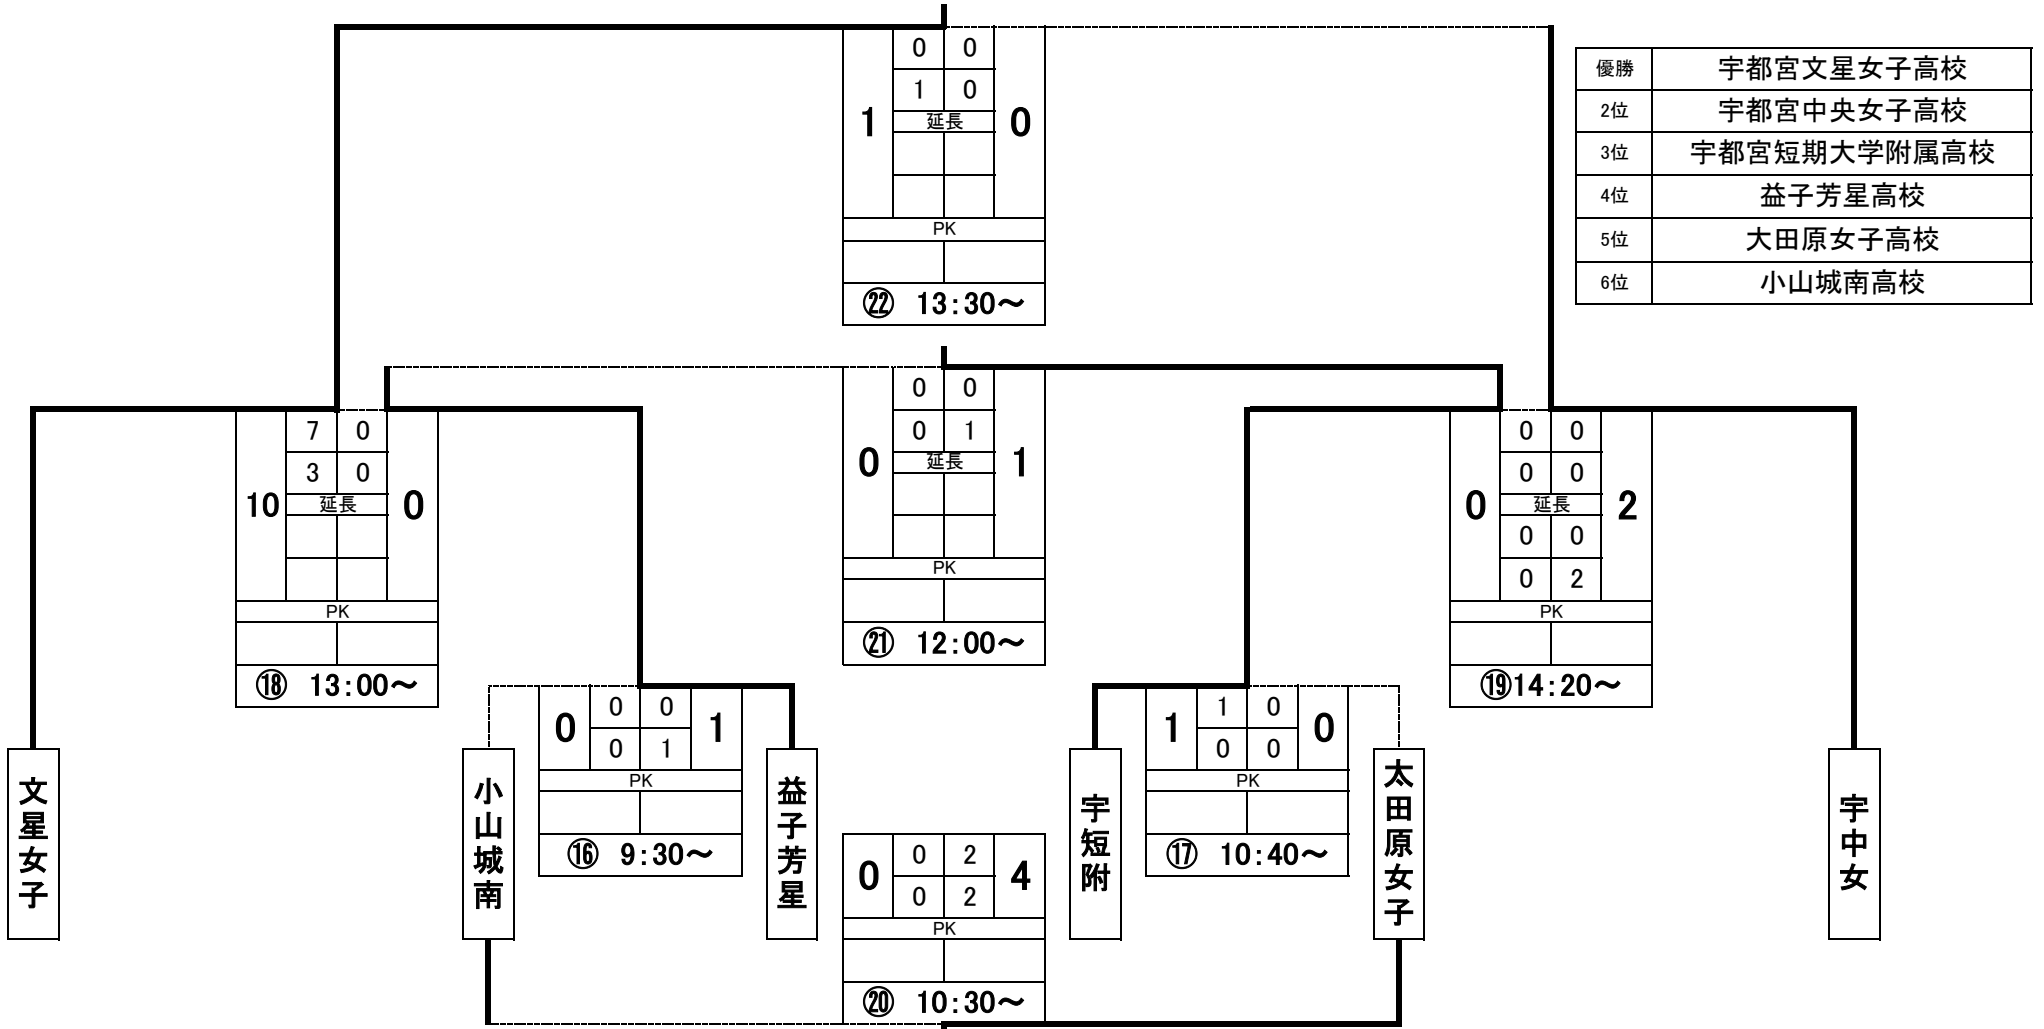 0 0
1 0
1 延長 0
PK
㉒ 13:30～
優勝 宇都宮文星女子高校
2位 宇都宮中央女子高校
3位 宇都宮短期大学附属高校
4位 益子芳星高校
5位 大田原女子高校
6位 小山城南高校
7 0
3 0
10 延長 0
PK
⑱ 13:00～
0 0
0 1
0 延長 1
PK
㉑ 12:00～
0 0
0 0
0 延長 2
0 0
0 2
PK
⑲14:20～
0 0
0 1
0 1
PK
⑯ 9:30～
1 0
1 0
0 0
PK
⑰ 10:40～
0 2
0 4
0 2
PK
⑳ 10:30～
文星女子
小山城南
益子芳星
宇短附
太田原女子
宇中女